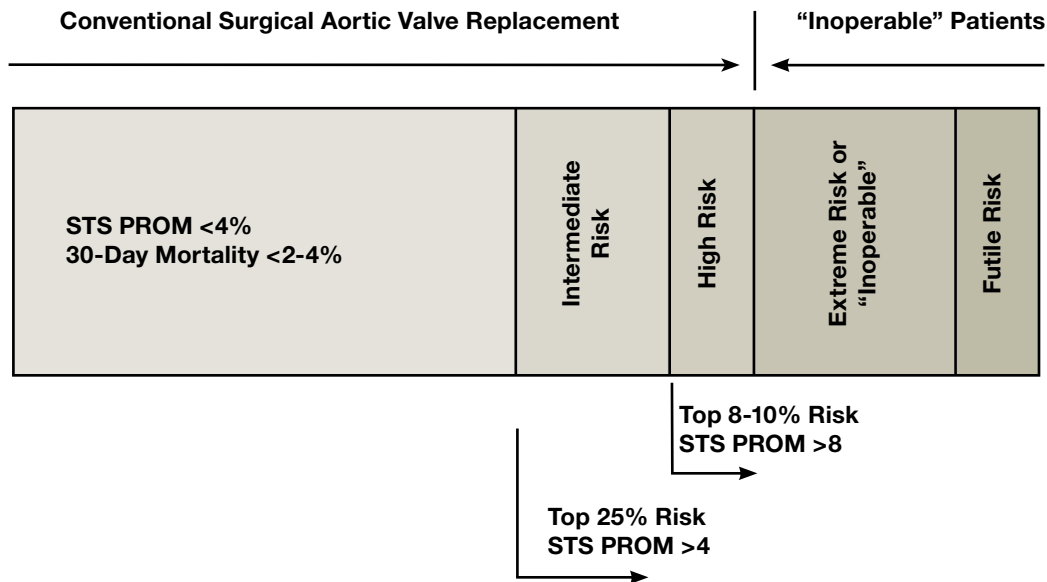 Conventional Surgical Aortic Valve Replacement
“Inoperable” Patients
STS PROM <4%
30-Day Mortality <2-4%
Intermediate
Risk
High Risk
Extreme Risk or
“Inoperable”
Futile Risk
Top 8-10% Risk
STS PROM >8
Top 25% Risk
STS PROM >4